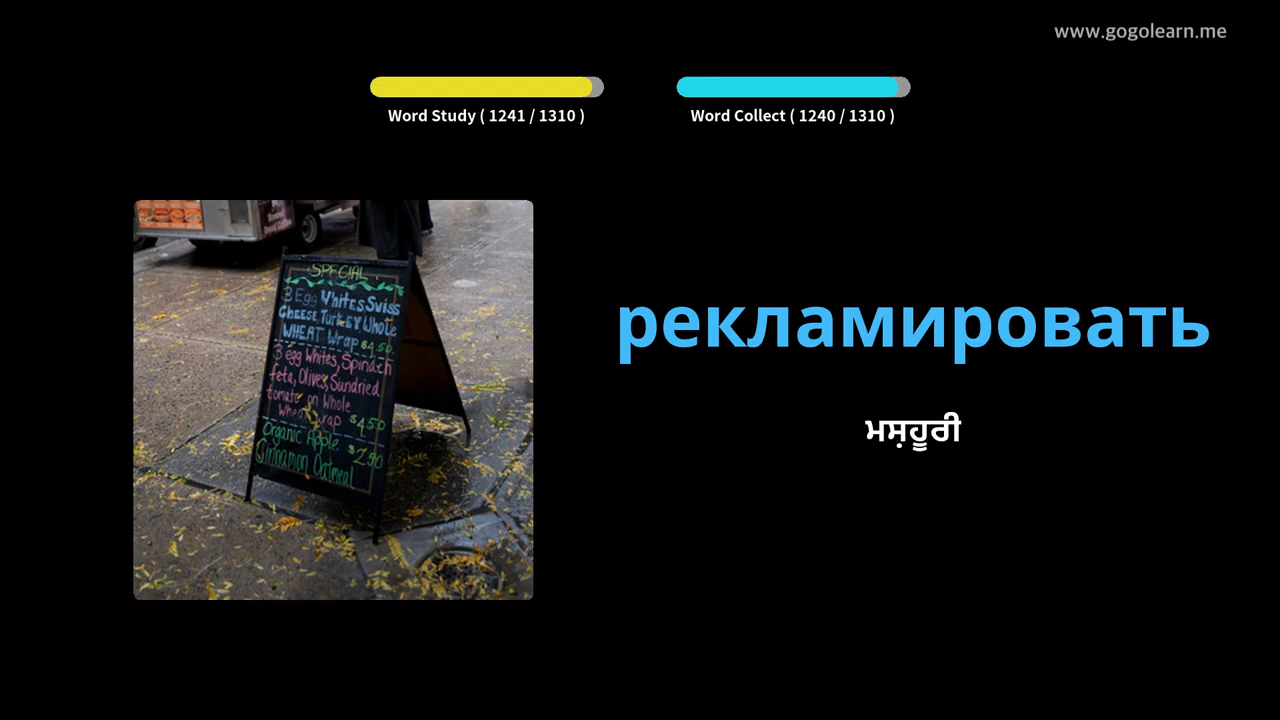 www.gogolearn.me
Word Study ( 1241 / 1310 )
Word Collect ( 1240 / 1310 )
SPECIAL
3 Egg Whites, Swiss
Cheese, Turkey Whole
WHEAT Wrap $4.50
3 egg Whites, Spinach
feta, Olives, Sundried
tomato on Whole
Wheat Wrap $4.50
Organic Apple
Cinnamon Oatmeal $2.50
рекламировать
ਮਸ਼ਹੂਰੀ